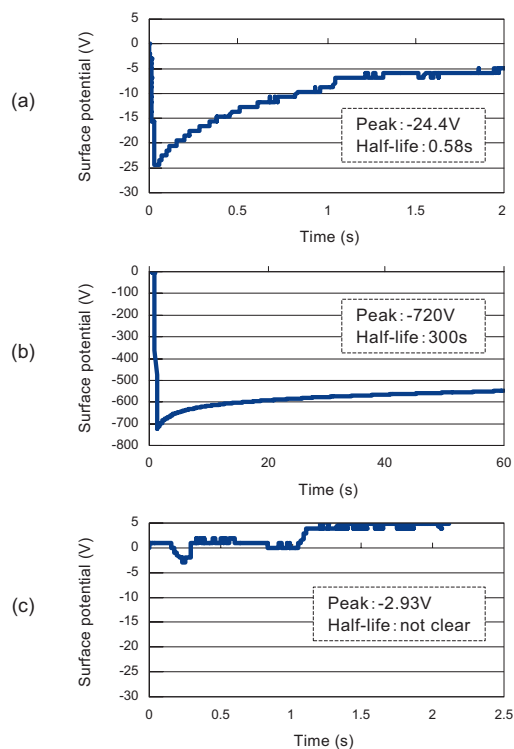 (a)
Surface potential (V)
5
0
-5
-10
-15
-20
-25
-30
Peak：-24.4V
Half-life：0.58s
0
0.5
1
1.5
2
Time (s)
(b)
Surface potential (V)
0
-100
-200
-300
-400
-500
-600
-700
-800
Peak：-720V
Half-life：300s
0
20
40
60
Time (s)
(c)
Surface potential (V)
5
0
-5
-10
-15
-20
-25
-30
Peak：-2.93V
Half-life：not clear
0
0.5
1
1.5
2
2.5
Time (s)